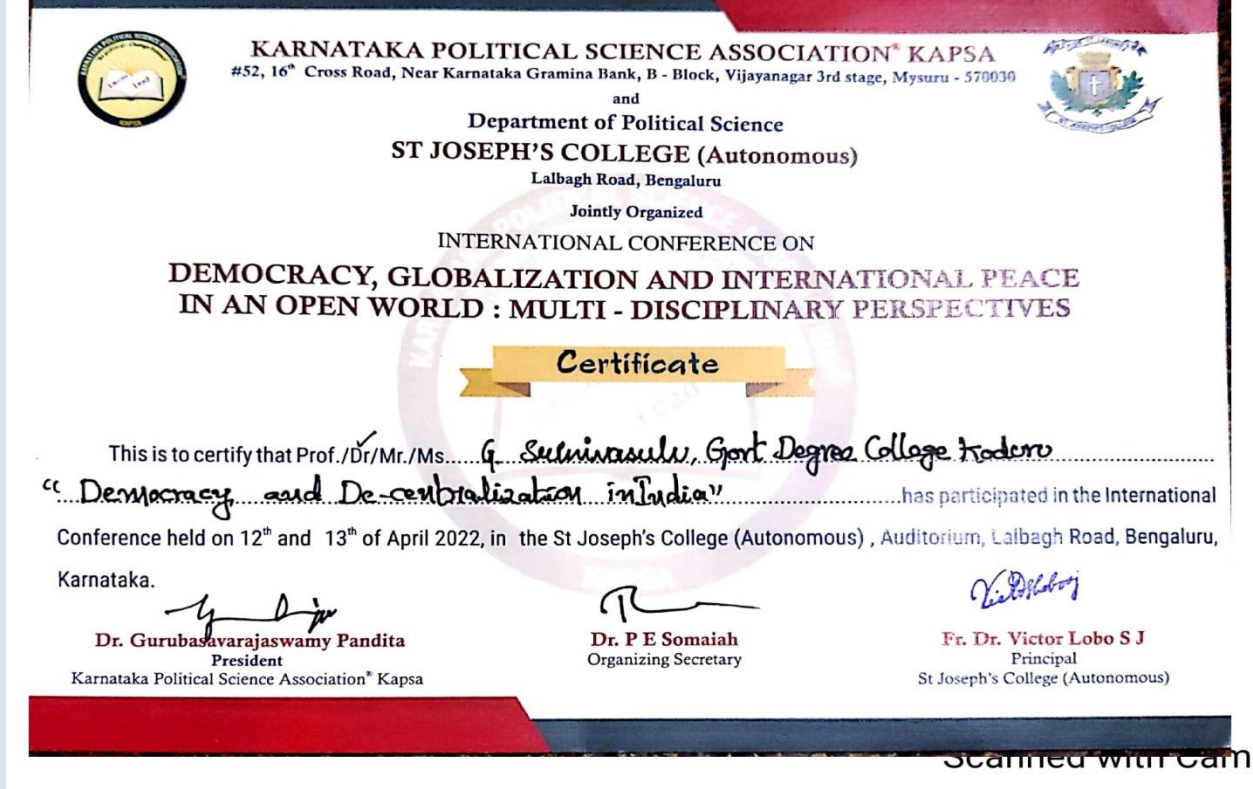 KARNATAKA POLITICAL SCIENCE ASSOCIATION® KAPSA
#52, 16th Cross Road, Near Karnataka Gramina Bank, B - Block, Vijayanagar 3rd stage, Mysuru - 570030
and
Department of Political Science
ST JOSEPH'S COLLEGE (Autonomous)
Lalbagh Road, Bengaluru
Jointly Organized
INTERNATIONAL CONFERENCE ON
DEMOCRACY, GLOBALIZATION AND INTERNATIONAL PEACE
IN AN OPEN WORLD : MULTI - DISCIPLINARY PERSPECTIVES
Certificate
This is to certify that Prof./Dr/Mr./Ms..... G. Srinivasulu, Govt Degree College
"Democracy and De-centralization in India" has participated in the International
Conference held on 12th and 13th of April 2022, in the St Joseph's College (Autonomous) , Auditorium, Lalbagh Road, Bengaluru,
Karnataka.
Dr. Gurubasavarajaswamy Pandita
President
Karnataka Political Science Association® Kapsa
Dr. P E Somaiah
Organizing Secretary
Fr. Dr. Victor Lobo S J
Principal
St Joseph's College (Autonomous)
Scanned with Cam